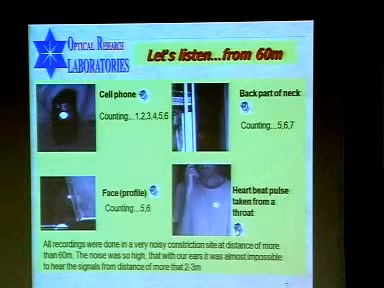 OPTICAL RESEARCH
LABORATORIES
Let's listen...from 60m
Cell phone
Counting...1,2,3,4,5,6
Back part of neck
Counting...5,6,7
Face (profile)
Counting...5,6
Heart beat pulse
taken from a
throat
All recordings were done in a very noisy constriction site at distance of more
than 60m. The noise was so high, that with our ears it was almost impossible
to hear the signals from distance of more that 2-3m